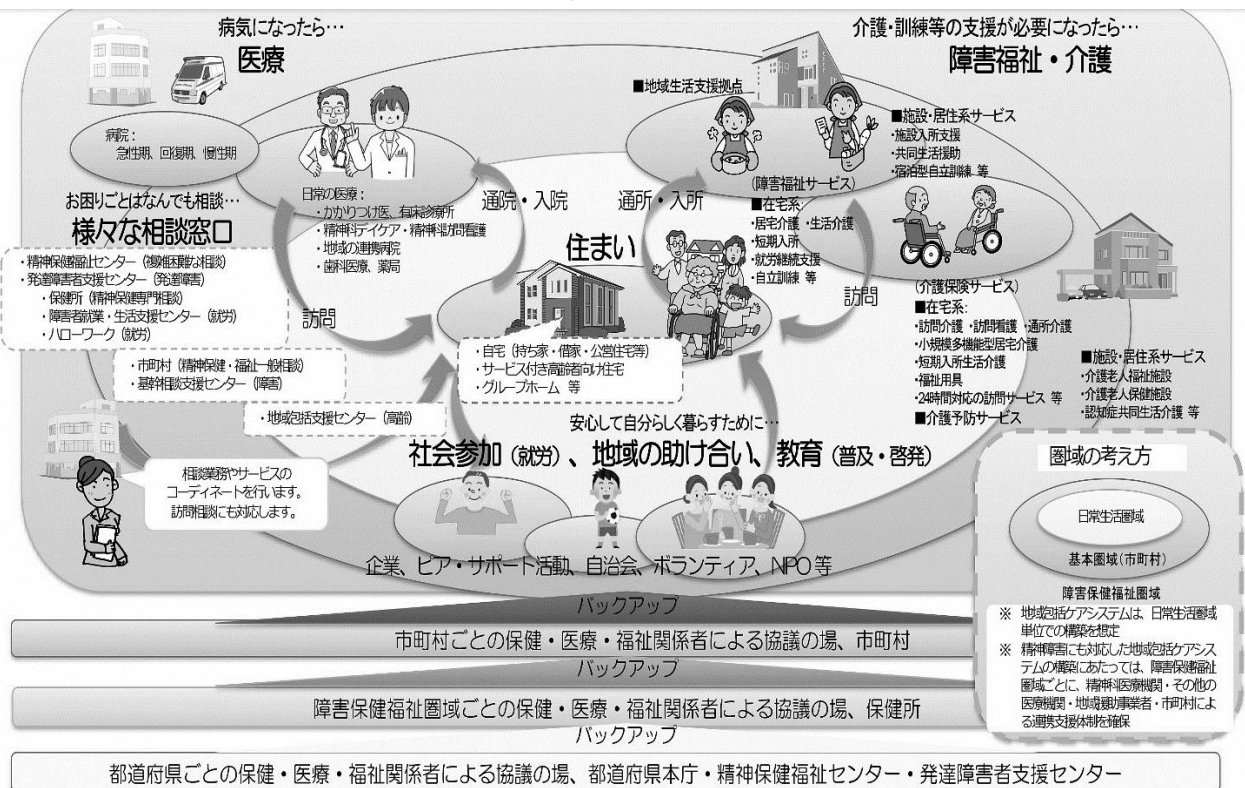 病気になったら…
医療
病院：
急性期、回復期、慢性期
日常の医療：
・かかりつけ医、有床診療所
・精神科デイケア・精神科訪問看護
・地域の連携病院
・歯科医療、薬局
介護・訓練等の支援が必要になったら…
障害福祉・介護
■地域生活支援拠点
■施設・居住系サービス
・施設入所支援
・共同生活援助
・宿泊型自立訓練 等
(障害福祉サービス)
■在宅系:
・居宅介護 ・生活介護
・短期入所
・就労継続支援
・自立訓練 等
(介護保険サービス)
■在宅系:
・訪問介護 ・訪問看護 ・通所介護
・小規模多機能型居宅介護
・短期入所生活介護
・福祉用具
・24時間対応の訪問サービス 等
■介護予防サービス
■施設・居住系サービス
・介護老人福祉施設
・介護老人保健施設
・認知症共同生活介護 等
お困りごとはなんでも相談…
様々な相談窓口
・精神保健福祉センター（複雑困難な相談）
・発達障害者支援センター（発達障害）
・保健所（精神保健専門相談）
・障害者就業・生活支援センター（就労）
・ハローワーク（就労）
・市町村（精神保健・福祉一般相談）
・基幹相談支援センター（障害）
・地域包括支援センター（高齢）
相談業務やサービスの
コーディネートを行います。
訪問相談にも対応します。
通院・入院
通所・入所
訪問
訪問
住まい
・自宅（持ち家・借家・公営住宅等）
・サービス付き高齢者向け住宅
・グループホーム 等
安心して自分らしく暮らすために…
社会参加（就労）、地域の助け合い、教育（普及・啓発）
企業、ピア・サポート活動、自治会、ボランティア、NPO 等
バックアップ
市町村ごとの保健・医療・福祉関係者による協議の場、市町村
バックアップ
障害保健福祉圏域ごとの保健・医療・福祉関係者による協議の場、保健所
バックアップ
都道府県ごとの保健・医療・福祉関係者による協議の場、都道府県本庁・精神保健福祉センター・発達障害者支援センター
圏域の考え方
日常生活圏域
基本圏域（市町村）
障害保健福祉圏域
※ 地域包括ケアシステムは、日常生活圏域
単位での構築を想定
※ 精神障害にも対応した地域包括ケアシス
テムの構築にあたっては、障害保健福祉
圏域ごとに、精神科医療機関・その他の
医療機関・地域援助事業者・市町村によ
る連携支援体制を確保